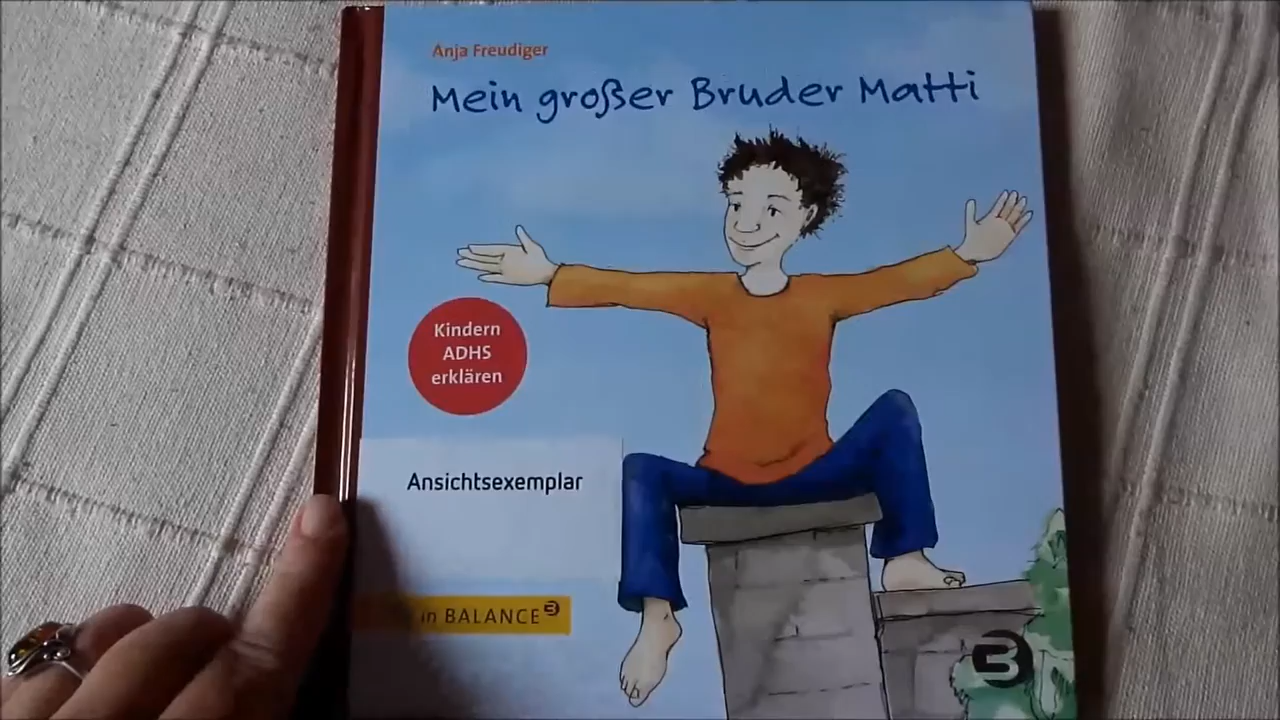 Anja Freudiger
Mein großer Bruder Matti
Kindern
ADHS
erklären
Ansichtsexemplar
in BALANCE